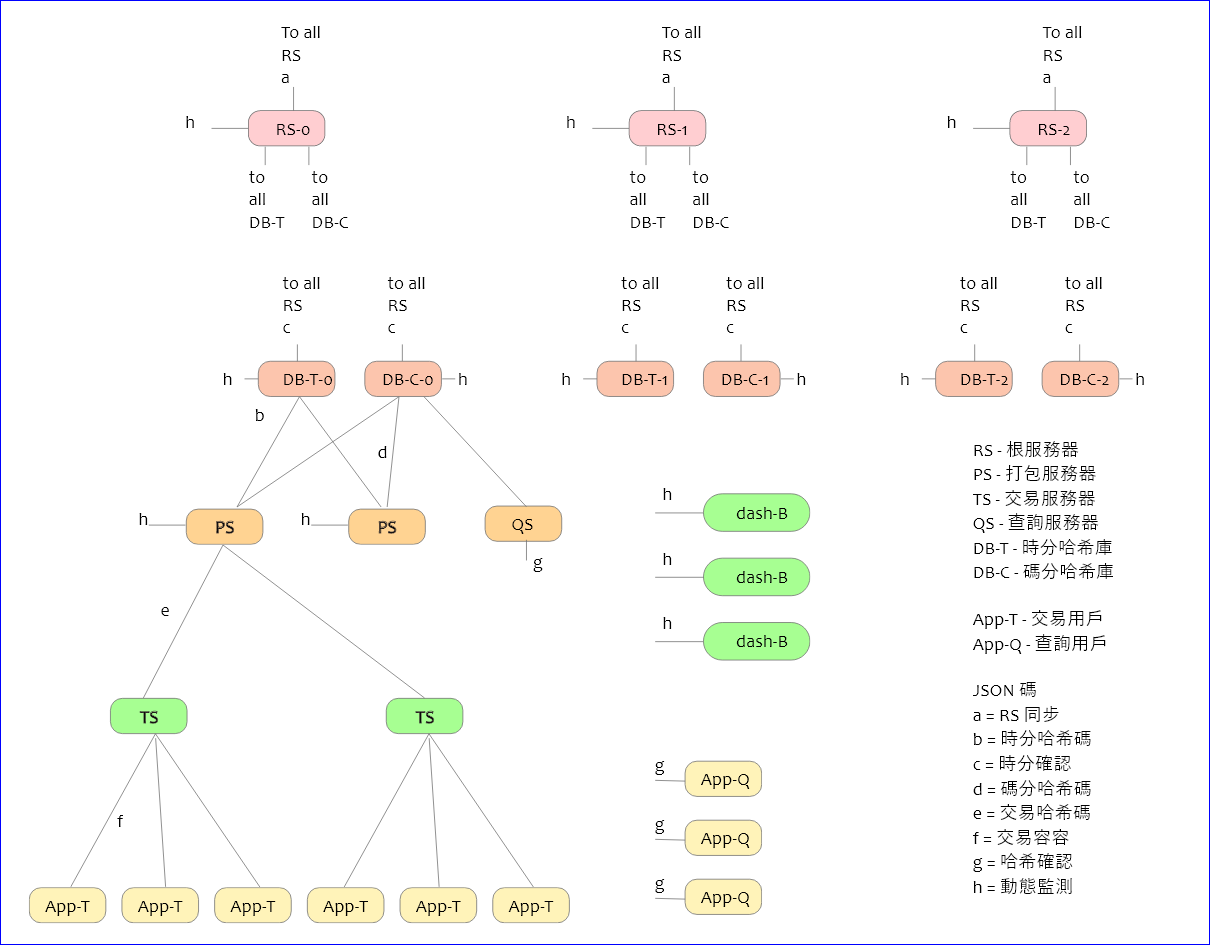 To all
RS
a
To all
RS
a
To all
RS
a
h
RS-0
h
RS-1
h
RS-2
to
all
DB-T
to
all
DB-C
to
all
DB-T
to
all
DB-C
to
all
DB-T
to
all
DB-C
to all
RS
c
to all
RS
c
to all
RS
c
to all
RS
c
to all
RS
c
to all
RS
c
h
DB-T-0
DB-C-0
h
h
DB-T-1
DB-C-1
h
h
DB-T-2
DB-C-2
h
b
d
h
PS
h
PS
QS
g
h
dash-B
h
dash-B
h
dash-B
RS - 根服務器
PS - 打包服務器
TS - 交易服務器
QS - 查詢服務器
DB-T - 時分哈希庫
DB-C - 碼分哈希庫
App-T - 交易用戶
App-Q - 查詢用戶
JSON 碼
a = RS 同步
b = 時分哈希碼
c = 時分確認
d = 碼分哈希碼
e = 交易哈希碼
f = 交易容容
g = 哈希確認
h = 動態監測
e
TS
TS
f
g
App-Q
g
App-Q
g
App-Q
App-T
App-T
App-T
App-T
App-T
App-T